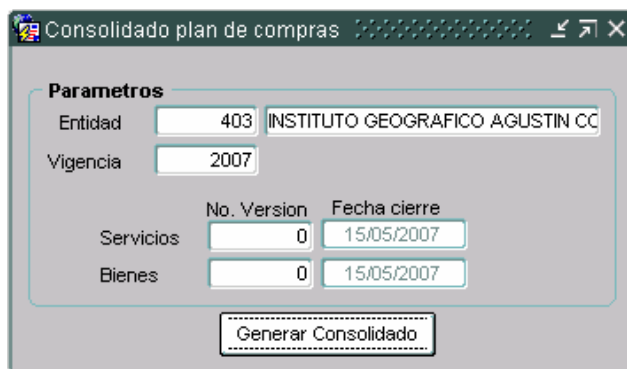 Consolidado plan de compras
Parametros
Entidad 403 INSTITUTO GEOGRAFICO AGUSTIN CO
Vigencia 2007
No. Version Fecha cierre
Servicios 0 15/05/2007
Bienes 0 15/05/2007
Generar Consolidado